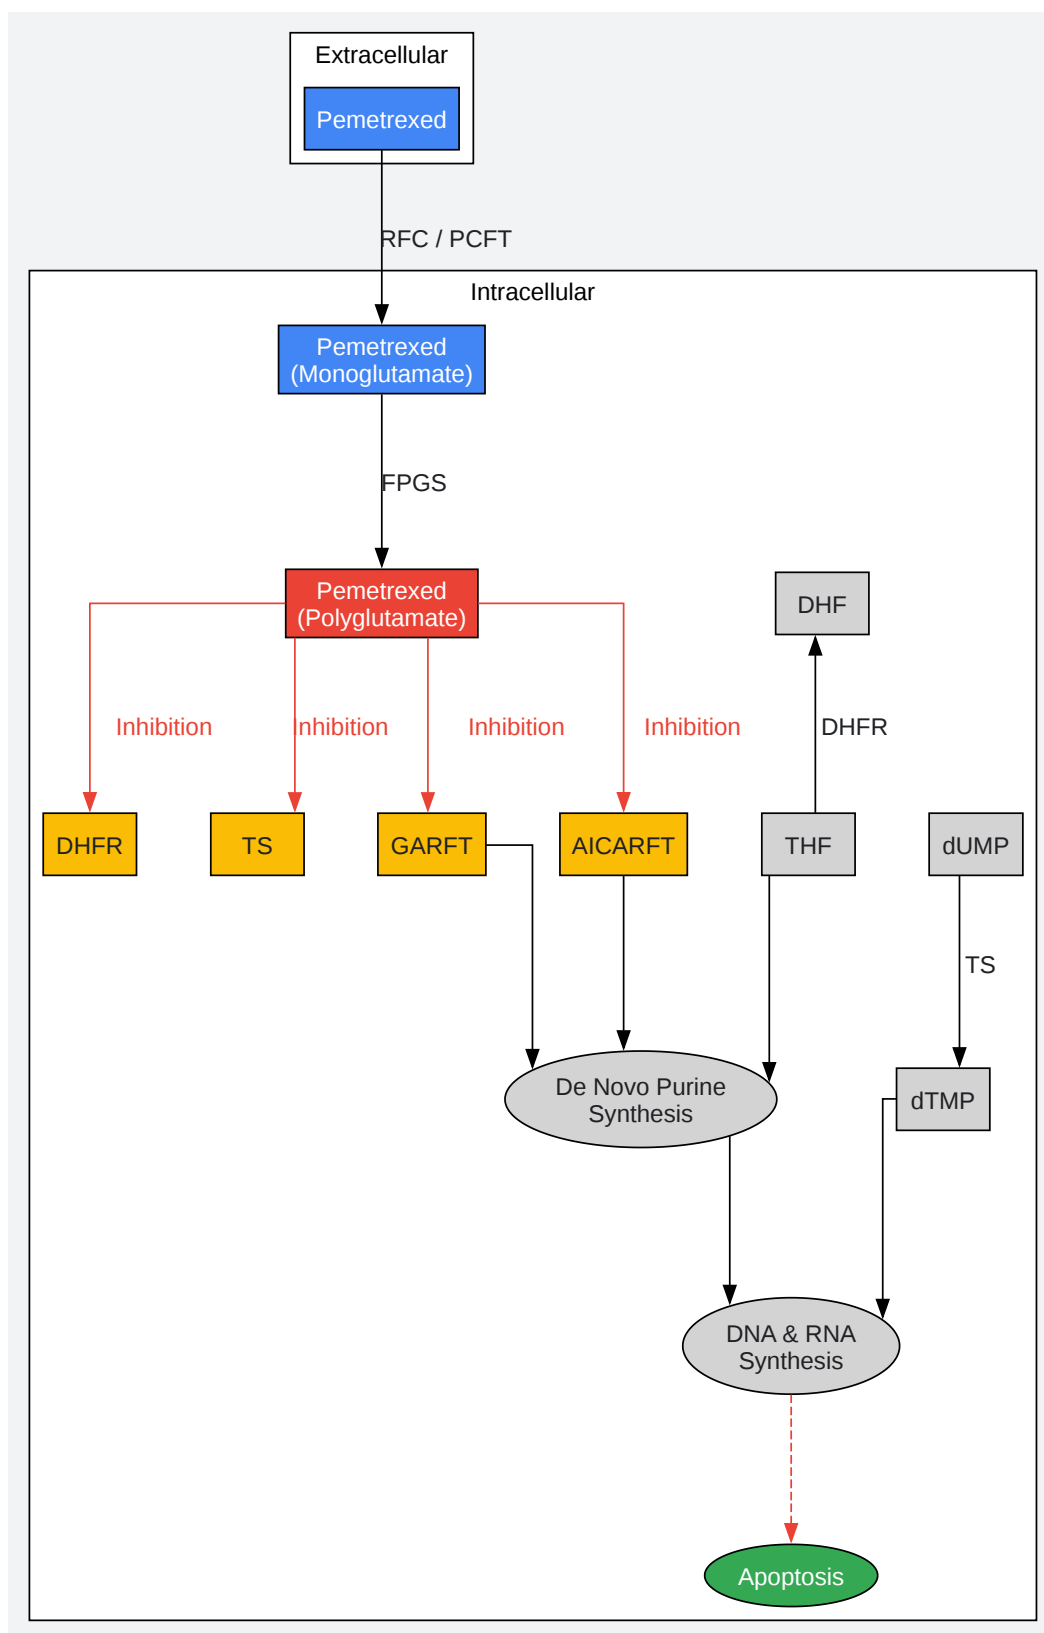 Extracellular
Pemetrexed
RFC / PCFT
Intracellular
Pemetrexed
(Monoglutamate)
FPGS
Pemetrexed
(Polyglutamate)
DHF
Inhibition
Inhibition
Inhibition
Inhibition
DHFR
DHFR
TS
GARFT
AICARFT
THF
dUMP
TS
De Novo Purine
Synthesis
dTMP
DNA & RNA
Synthesis
Apoptosis